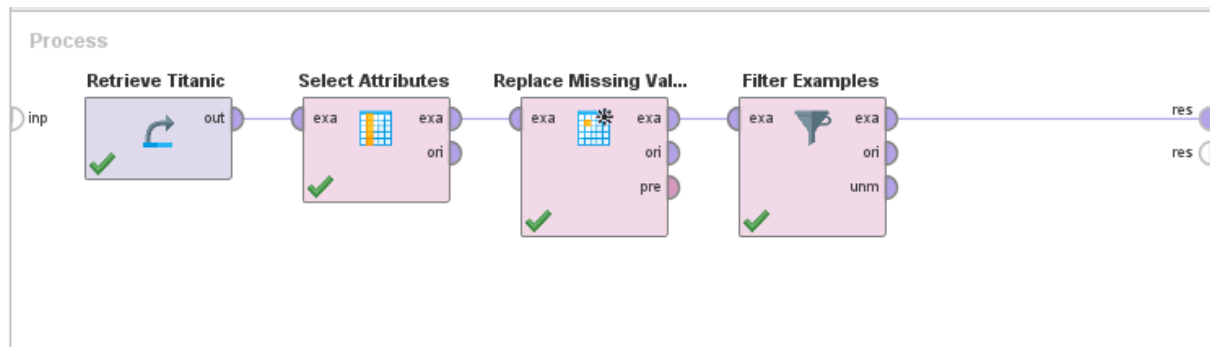 Process
Retrieve Titanic
Select Attributes
Replace Missing Val...
Filter Examples
inp
out
exa
exa
ori
exa
exa
ori
pre
exa
exa
ori
unm
res
res